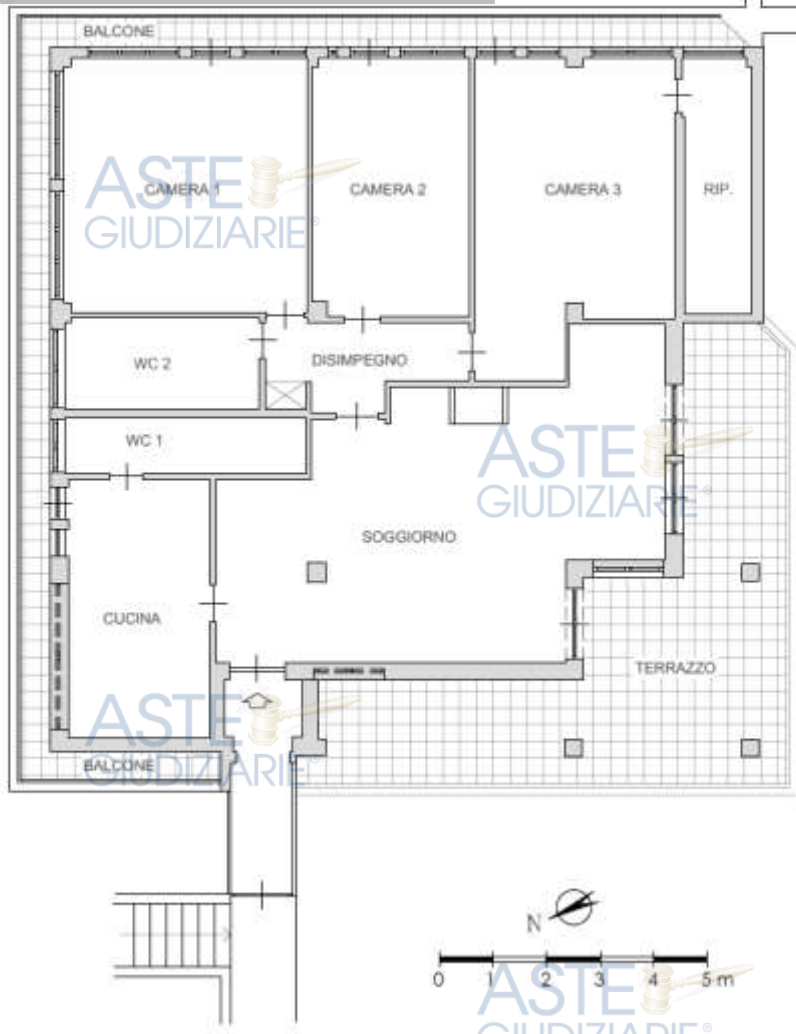 BALCONE
CAMERA 1
CAMERA 2
CAMERA 3
RIP.
ASTE
GIUDIZIARIE®
WC 2
DISIMPEGNO
WC 1
ASTE
GIUDIZIARIE®
SOGGIORNO
CUCINA
TERRAZZO
ASTE
GIUDIZIARIE®
BALCONE
N
0 1 2 3 4 5 m
ASTE
GIUDIZIARIE®